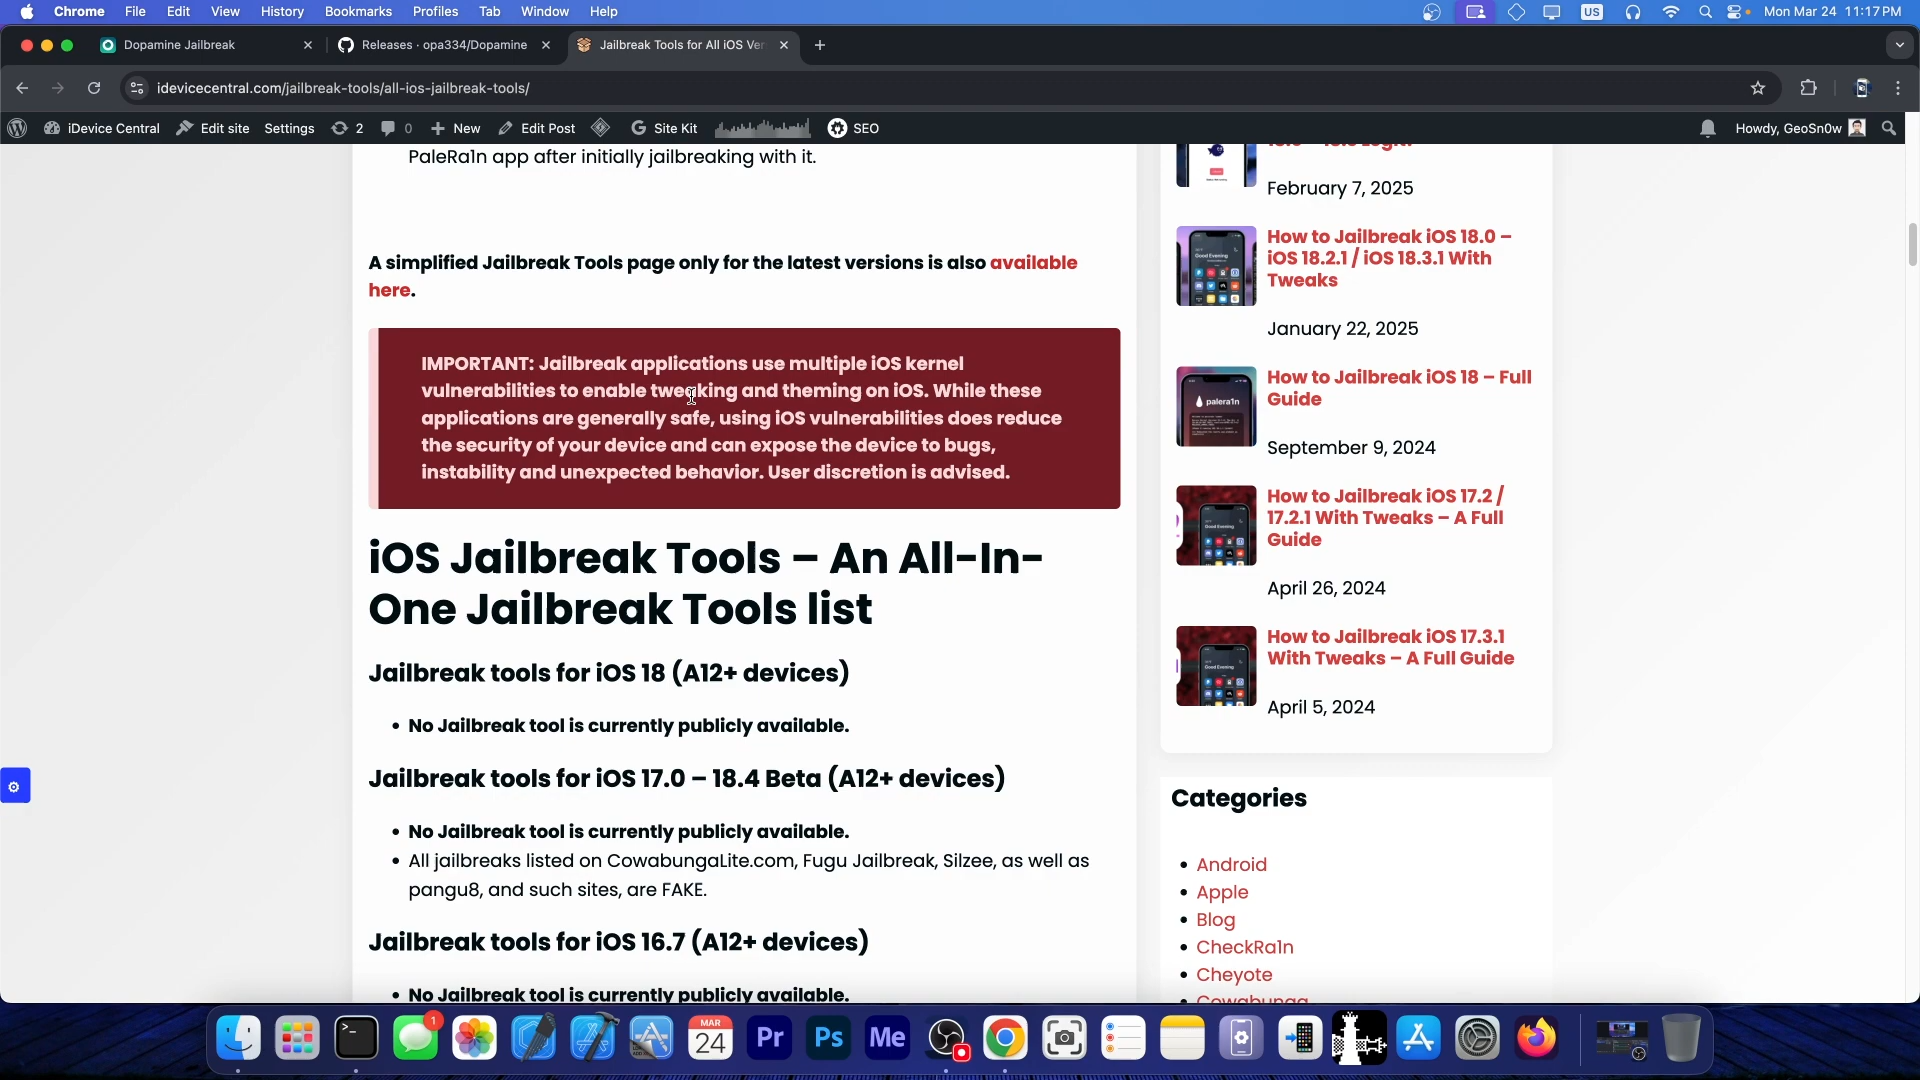 Chrome File Edit View History Bookmarks Profiles Tab Window Help US Mon Mar 24 11:17 PM
Dopamine Jailbreak Releases · opa334/Dopamine Jailbreak Tools for All iOS Ver
idevicecentral.com/jailbreak-tools/all-ios-jailbreak-tools/
iDevice Central Edit site Settings 2 0 New Edit Post Site Kit SEO Howdy, GeoSn0w
PaleRa1n app after initially jailbreaking with it.
A simplified Jailbreak Tools page only for the latest versions is also available
here.
IMPORTANT: Jailbreak applications use multiple iOS kernel
vulnerabilities to enable tweaking and theming on iOS. While these
applications are generally safe, using iOS vulnerabilities does reduce
the security of your device and can expose the device to bugs,
instability and unexpected behavior. User discretion is advised.
iOS Jailbreak Tools – An All-In-
One Jailbreak Tools list
Jailbreak tools for iOS 18 (A12+ devices)
• No Jailbreak tool is currently publicly available.
Jailbreak tools for iOS 17.0 – 18.4 Beta (A12+ devices)
• No Jailbreak tool is currently publicly available.
• All jailbreaks listed on CowabungaLite.com, Fugu Jailbreak, Silzee, as well as
pangu8, and such sites, are FAKE.
Jailbreak tools for iOS 16.7 (A12+ devices)
• No Jailbreak tool is currently publicly available.
February 7, 2025
How to Jailbreak iOS 18.0 –
iOS 18.2.1 / iOS 18.3.1 With
Tweaks
January 22, 2025
palera1n
How to Jailbreak iOS 18 – Full
Guide
September 9, 2024
How to Jailbreak iOS 17.2 /
17.2.1 With Tweaks – A Full
Guide
April 26, 2024
How to Jailbreak iOS 17.3.1
With Tweaks – A Full Guide
April 5, 2024
Categories
• Android
• Apple
• Blog
• CheckRa1n
• Cheyote
Cowabunga
1 MAR 24 Pr Ps Me